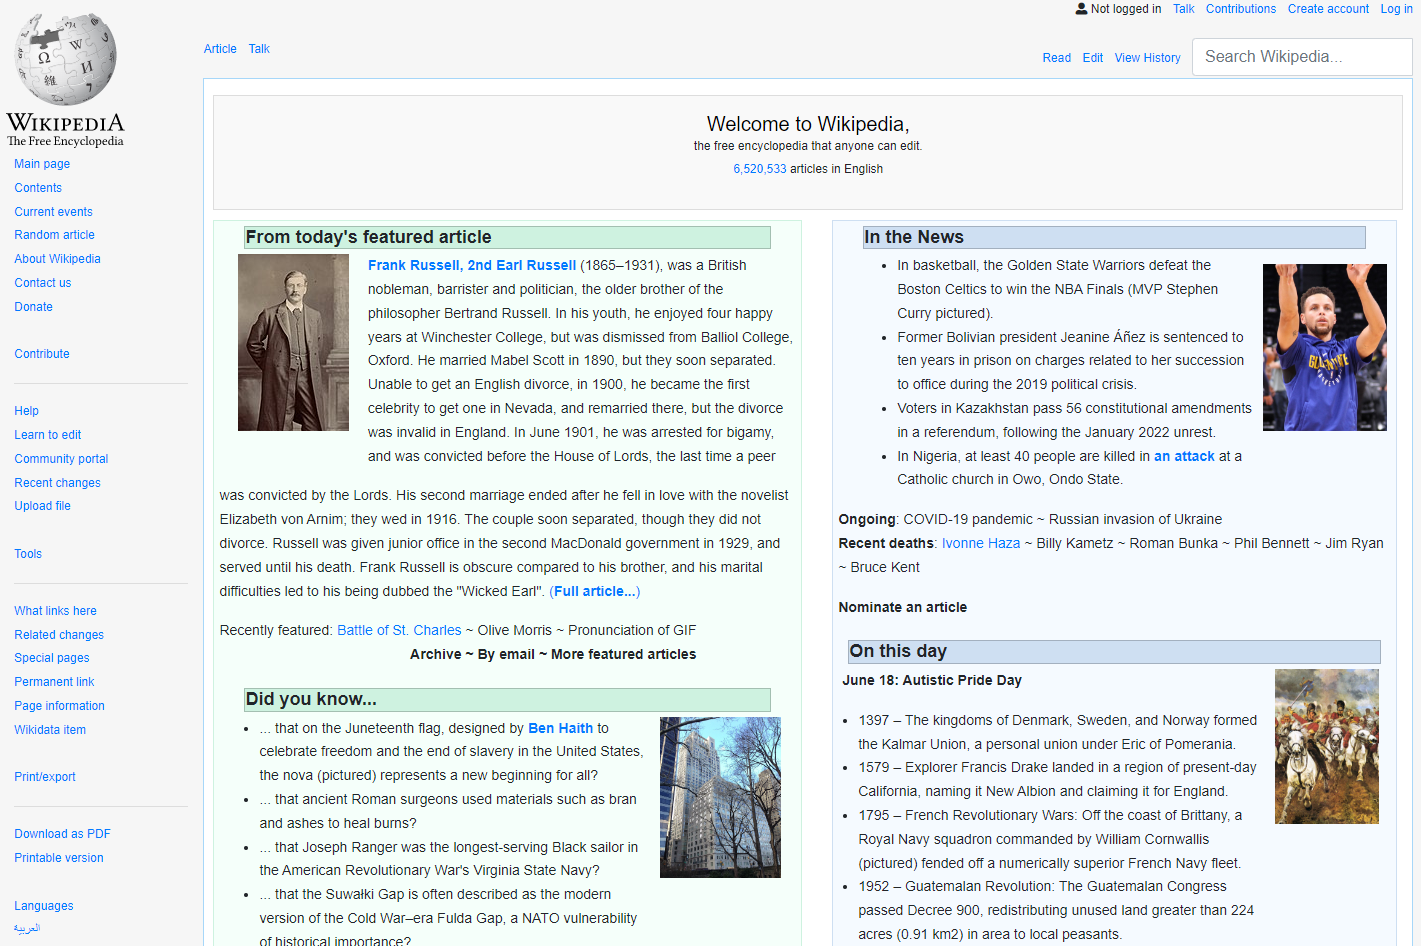 Not logged in Talk Contributions Create account Log in
Article Talk
Read Edit View History Search Wikipedia...
WIKIPEDIA
The Free Encyclopedia
Main page
Contents
Current events
Random article
About Wikipedia
Contact us
Donate
Contribute
Help
Learn to edit
Community portal
Recent changes
Upload file
Tools
What links here
Related changes
Special pages
Permanent link
Page information
Wikidata item
Print/export
Download as PDF
Printable version
Languages
العربية
Welcome to Wikipedia,
the free encyclopedia that anyone can edit.
6,520,533 articles in English
From today's featured article
Frank Russell, 2nd Earl Russell (1865–1931), was a British
nobleman, barrister and politician, the older brother of the
philosopher Bertrand Russell. In his youth, he enjoyed four happy
years at Winchester College, but was dismissed from Balliol College,
Oxford. He married Mabel Scott in 1890, but they soon separated.
Unable to get an English divorce, in 1900, he became the first
celebrity to get one in Nevada, and remarried there, but the divorce
was invalid in England. In June 1901, he was arrested for bigamy,
and was convicted before the House of Lords, the last time a peer
was convicted by the Lords. His second marriage ended after he fell in love with the novelist
Elizabeth von Arnim; they wed in 1916. The couple soon separated, though they did not
divorce. Russell was given junior office in the second MacDonald government in 1929, and
served until his death. Frank Russell is obscure compared to his brother, and his marital
difficulties led to his being dubbed the "Wicked Earl". (Full article...)
Recently featured: Battle of St. Charles ~ Olive Morris ~ Pronunciation of GIF
Archive ~ By email ~ More featured articles
Did you know...
... that on the Juneteenth flag, designed by Ben Haith to
celebrate freedom and the end of slavery in the United States,
the nova (pictured) represents a new beginning for all?
... that ancient Roman surgeons used materials such as bran
and ashes to heal burns?
... that Joseph Ranger was the longest-serving Black sailor in
the American Revolutionary War's Virginia State Navy?
... that the Suwałki Gap is often described as the modern
version of the Cold War–era Fulda Gap, a NATO vulnerability
of historical importance?
In the News
In basketball, the Golden State Warriors defeat the
Boston Celtics to win the NBA Finals (MVP Stephen
Curry pictured).
Former Bolivian president Jeanine Áñez is sentenced to
ten years in prison on charges related to her succession
to office during the 2019 political crisis.
Voters in Kazakhstan pass 56 constitutional amendments
in a referendum, following the January 2022 unrest.
In Nigeria, at least 40 people are killed in an attack at a
Catholic church in Owo, Ondo State.
Ongoing: COVID-19 pandemic ~ Russian invasion of Ukraine
Recent deaths: Ivonne Haza ~ Billy Kametz ~ Roman Bunka ~ Phil Bennett ~ Jim Ryan
~ Bruce Kent
Nominate an article
On this day
June 18: Autistic Pride Day
1397 – The kingdoms of Denmark, Sweden, and Norway formed
the Kalmar Union, a personal union under Eric of Pomerania.
1579 – Explorer Francis Drake landed in a region of present-day
California, naming it New Albion and claiming it for England.
1795 – French Revolutionary Wars: Off the coast of Brittany, a
Royal Navy squadron commanded by William Cornwallis
(pictured) fended off a numerically superior French Navy fleet.
1952 – Guatemalan Revolution: The Guatemalan Congress
passed Decree 900, redistributing unused land greater than 224
acres (0.91 km2) in area to local peasants.